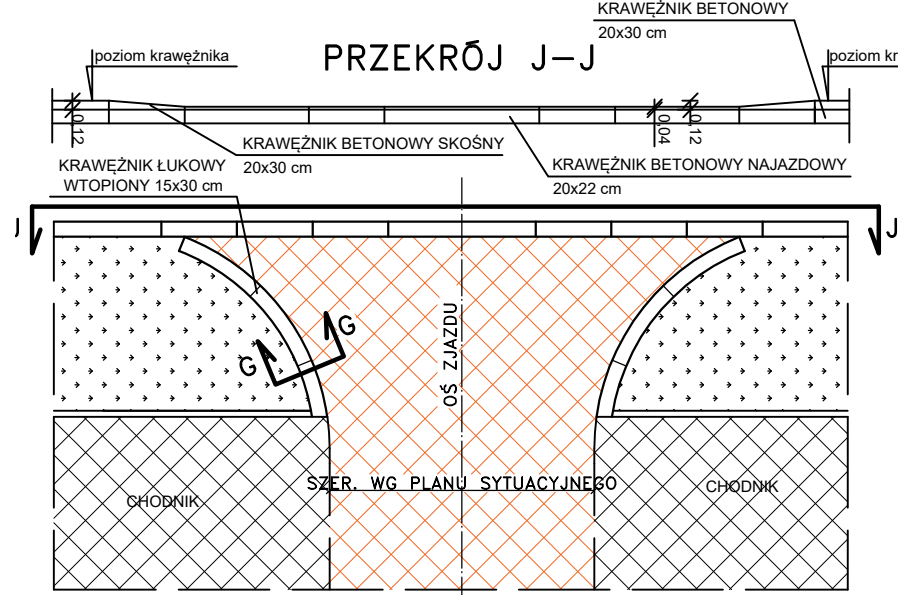 KRAWĘŻNIK BETONOWY
20x30 cm
poziom krawężnika
PRZEKRÓJ J-J
poziom kr
0,12
0,04
0,12
0,12
KRAWĘŻNIK BETONOWY SKOŚNY
20x30 cm
KRAWĘŻNIK ŁUKOWY
WTOPIONY 15x30 cm
KRAWĘŻNIK BETONOWY NAJAZDOWY
20x22 cm
J
J
G
G
OŚ ZJAZDU
SZER. WG PLANU SYTUACYJNEGO
CHODNIK
CHODNIK